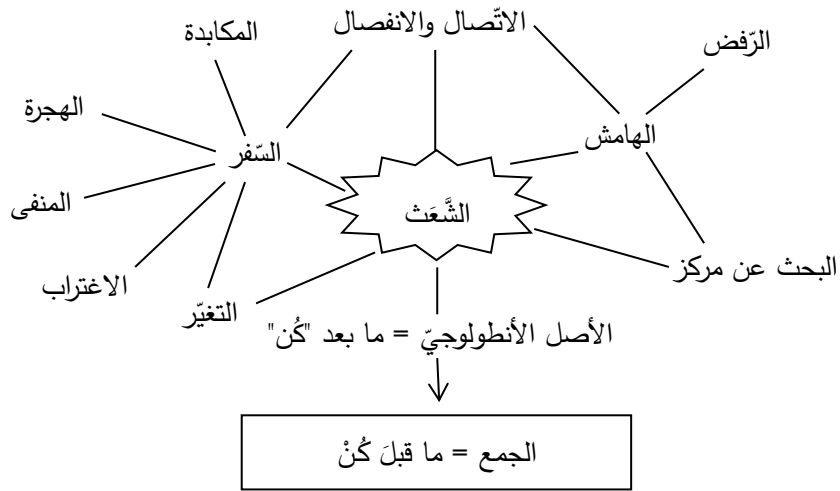 الاتّصال والانفصال
المكابدة
الرّفض
الهجرة
الهامش
السّفر
المنفى
الشَّعَث
البحث عن مركز
الاغتراب
التغيّر
الأصل الأنطولوجيّ = ما بعد "كُن"
الجمع = ما قبلَ كُنْ